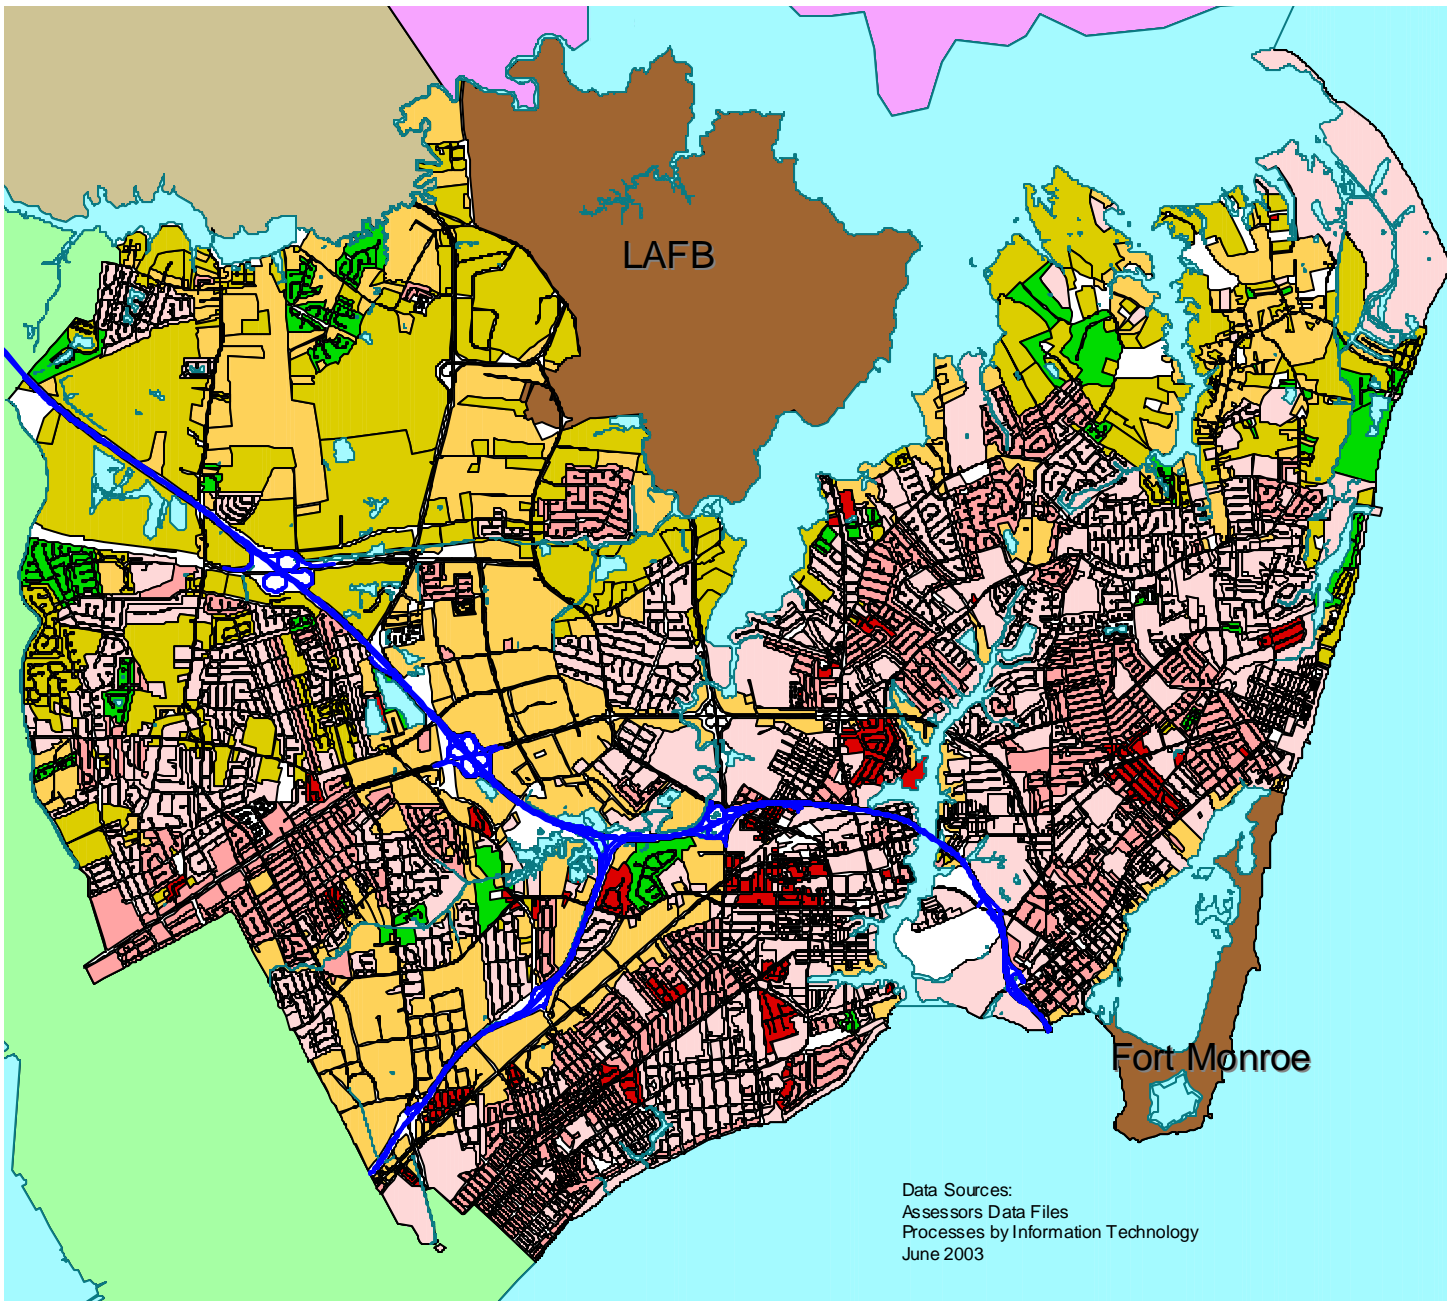 LAFB
Fort Monroe
Data Sources:
Assessors Data Files
Processes by Information Technology
June 2003